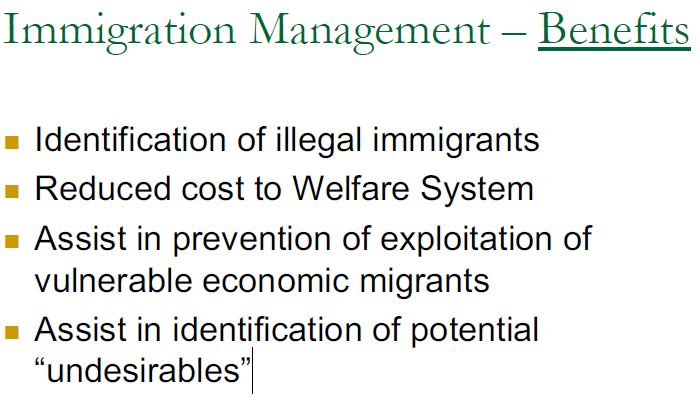 Immigration Management – Benefits
Identification of illegal immigrants
Reduced cost to Welfare System
Assist in prevention of exploitation of
vulnerable economic migrants
Assist in identification of potential
“undesirables”